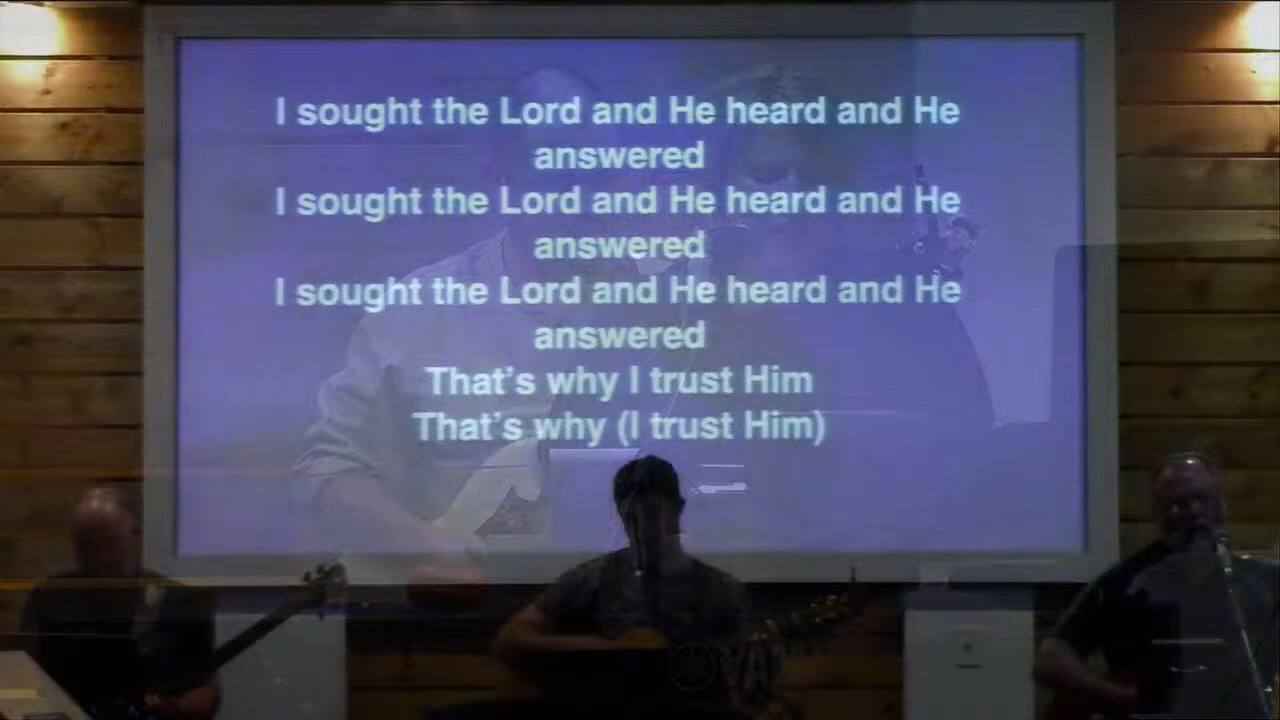 I sought the Lord and He heard and He
answered
I sought the Lord and He heard and He
answered
I sought the Lord and He heard and He
answered
That's why I trust Him
That's why (I trust Him)